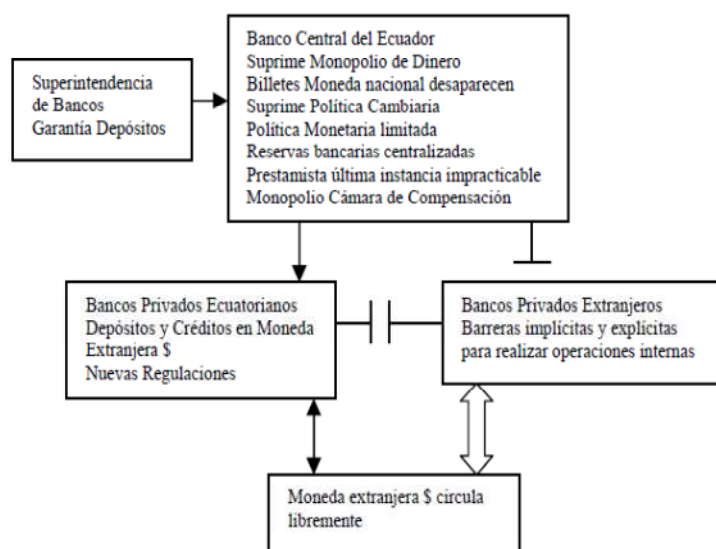 Banco Central del Ecuador
Suprime Monopolio de Dinero
Billetes Moneda nacional desaparecen
Suprime Política Cambiaria
Política Monetaria limitada
Reservas bancarias centralizadas
Prestamista última instancia impracticable
Monopolio Cámara de Compensación
Superintendencia
de Bancos
Garantía Depósitos
Bancos Privados Ecuatorianos
Depósitos y Créditos en Moneda
Extranjera $
Nuevas Regulaciones
Bancos Privados Extranjeros
Barreras implícitas y explícitas
para realizar operaciones internas
Moneda extranjera $ circula
libremente